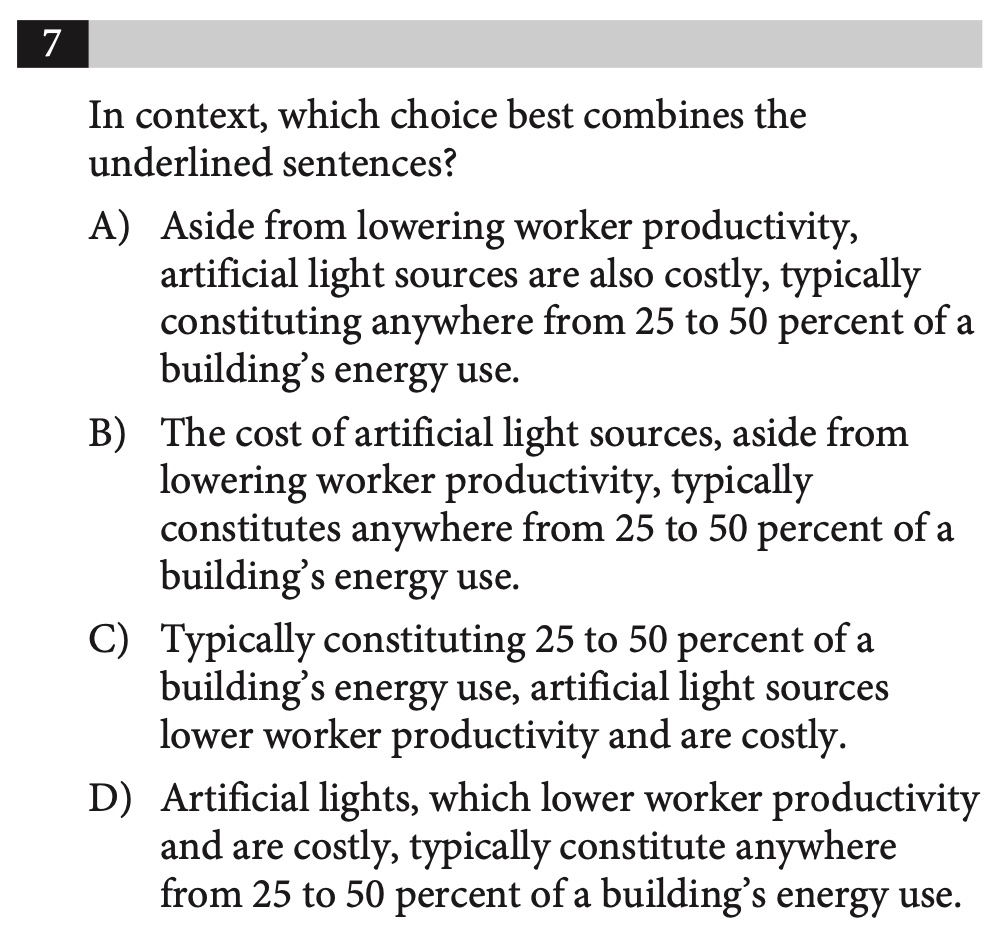 7
In context, which choice best combines the
underlined sentences?
A) Aside from lowering worker productivity,
artificial light sources are also costly, typically
constituting anywhere from 25 to 50 percent of a
building’s energy use.
B) The cost of artificial light sources, aside from
lowering worker productivity, typically
constitutes anywhere from 25 to 50 percent of a
building’s energy use.
C) Typically constituting 25 to 50 percent of a
building’s energy use, artificial light sources
lower worker productivity and are costly.
D) Artificial lights, which lower worker productivity
and are costly, typically constitute anywhere
from 25 to 50 percent of a building’s energy use.